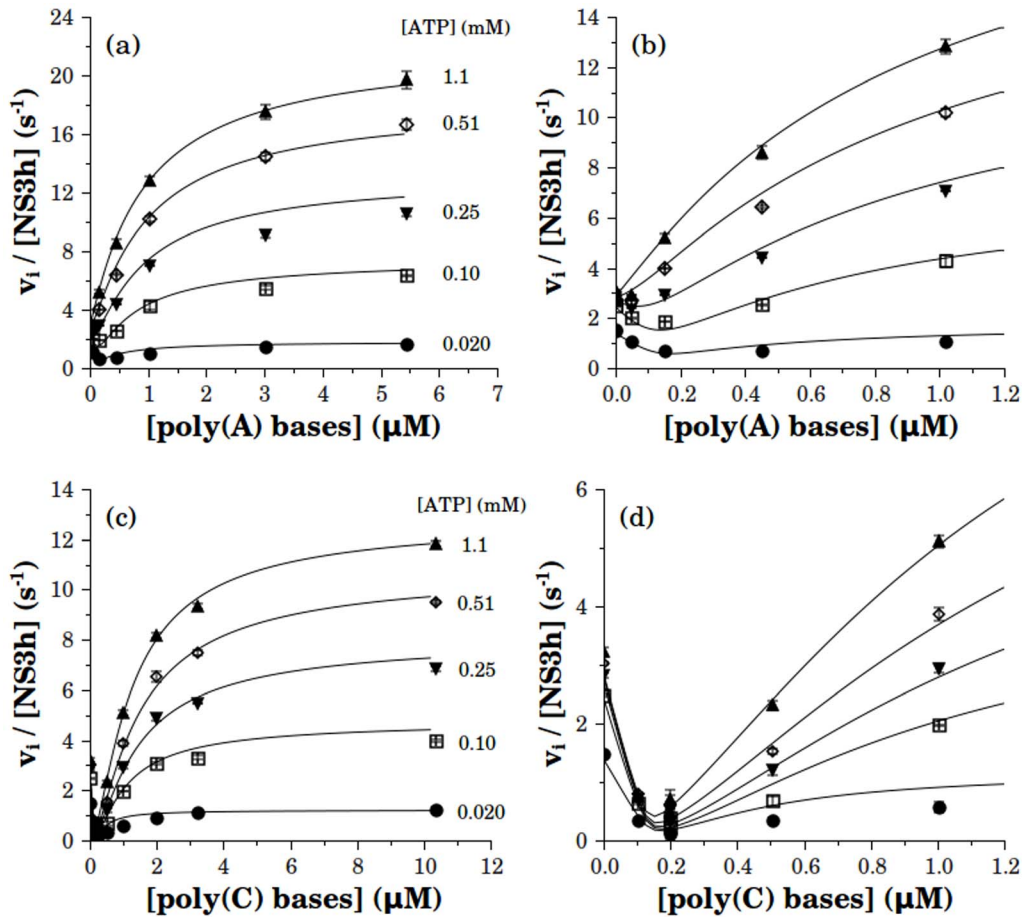 (a)
[ATP] (mM)
1.1
0.51
0.25
0.10
0.020
24
20
16
12
8
4
0
0 1 2 3 4 5 6 7
v_i / [NS3h] (s⁻¹)
[poly(A) bases] (μM)
(b)
14
12
10
8
6
4
2
0
0.0 0.2 0.4 0.6 0.8 1.0 1.2
v_i / [NS3h] (s⁻¹)
[poly(A) bases] (μM)
(c)
[ATP] (mM)
1.1
0.51
0.25
0.10
0.020
14
12
10
8
6
4
2
0
0 2 4 6 8 10 12
v_i / [NS3h] (s⁻¹)
[poly(C) bases] (μM)
(d)
6
4
2
0
0.0 0.2 0.4 0.6 0.8 1.0 1.2
v_i / [NS3h] (s⁻¹)
[poly(C) bases] (μM)